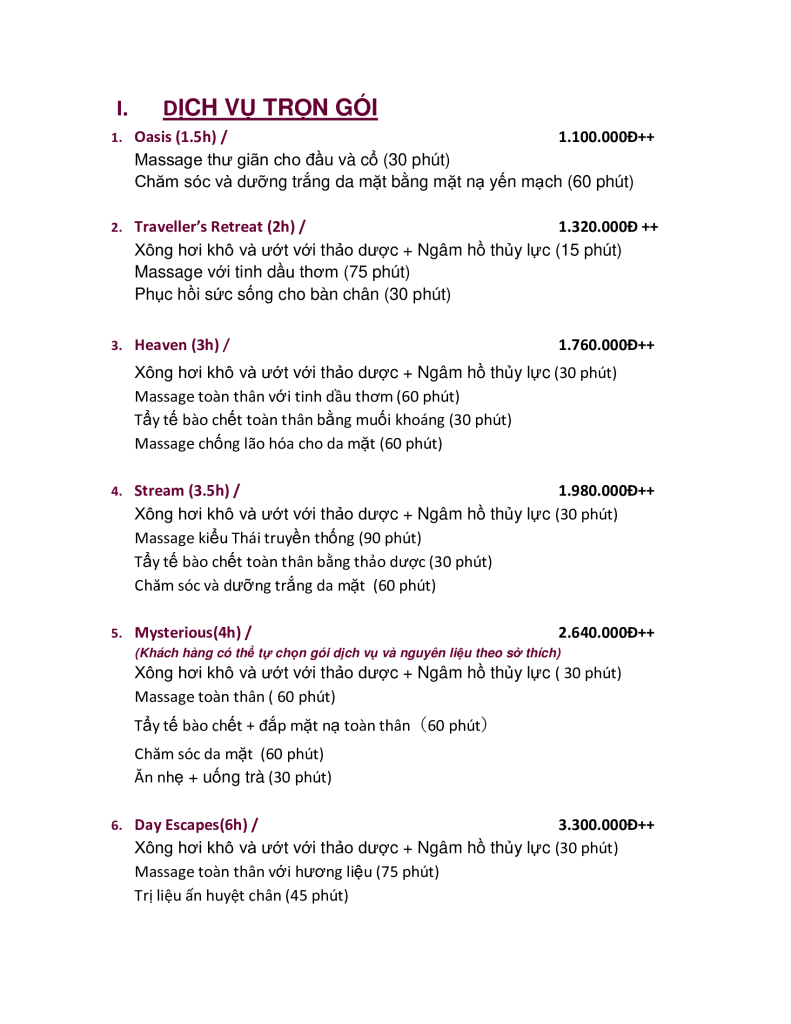 I. DỊCH VỤ TRỌN GÓI
1. Oasis (1.5h) / 1.100.000Đ++
Massage thư giãn cho đầu và cổ (30 phút)
Chăm sóc và dưỡng trắng da mặt bằng mặt nạ yến mạch (60 phút)
2. Traveller’s Retreat (2h) / 1.320.000Đ ++
Xông hơi khô và ướt với thảo dược + Ngâm hồ thủy lực (15 phút)
Massage với tinh dầu thơm (75 phút)
Phục hồi sức sống cho bàn chân (30 phút)
3. Heaven (3h) / 1.760.000Đ++
Xông hơi khô và ướt với thảo dược + Ngâm hồ thủy lực (30 phút)
Massage toàn thân với tinh dầu thơm (60 phút)
Tẩy tế bào chết toàn thân bằng muối khoáng (30 phút)
Massage chống lão hóa cho da mặt (60 phút)
4. Stream (3.5h) / 1.980.000Đ++
Xông hơi khô và ướt với thảo dược + Ngâm hồ thủy lực (30 phút)
Massage kiểu Thái truyền thống (90 phút)
Tẩy tế bào chết toàn thân bằng thảo dược (30 phút)
Chăm sóc và dưỡng trắng da mặt (60 phút)
5. Mysterious(4h) / 2.640.000Đ++
(Khách hàng có thể tự chọn gói dịch vụ và nguyên liệu theo sở thích)
Xông hơi khô và ướt với thảo dược + Ngâm hồ thủy lực ( 30 phút)
Massage toàn thân ( 60 phút)
Tẩy tế bào chết + đắp mặt nạ toàn thân（60 phút）
Chăm sóc da mặt (60 phút)
Ăn nhẹ + uống trà (30 phút)
6. Day Escapes(6h) / 3.300.000Đ++
Xông hơi khô và ướt với thảo dược + Ngâm hồ thủy lực (30 phút)
Massage toàn thân với hương liệu (75 phút)
Trị liệu ấn huyệt chân (45 phút)